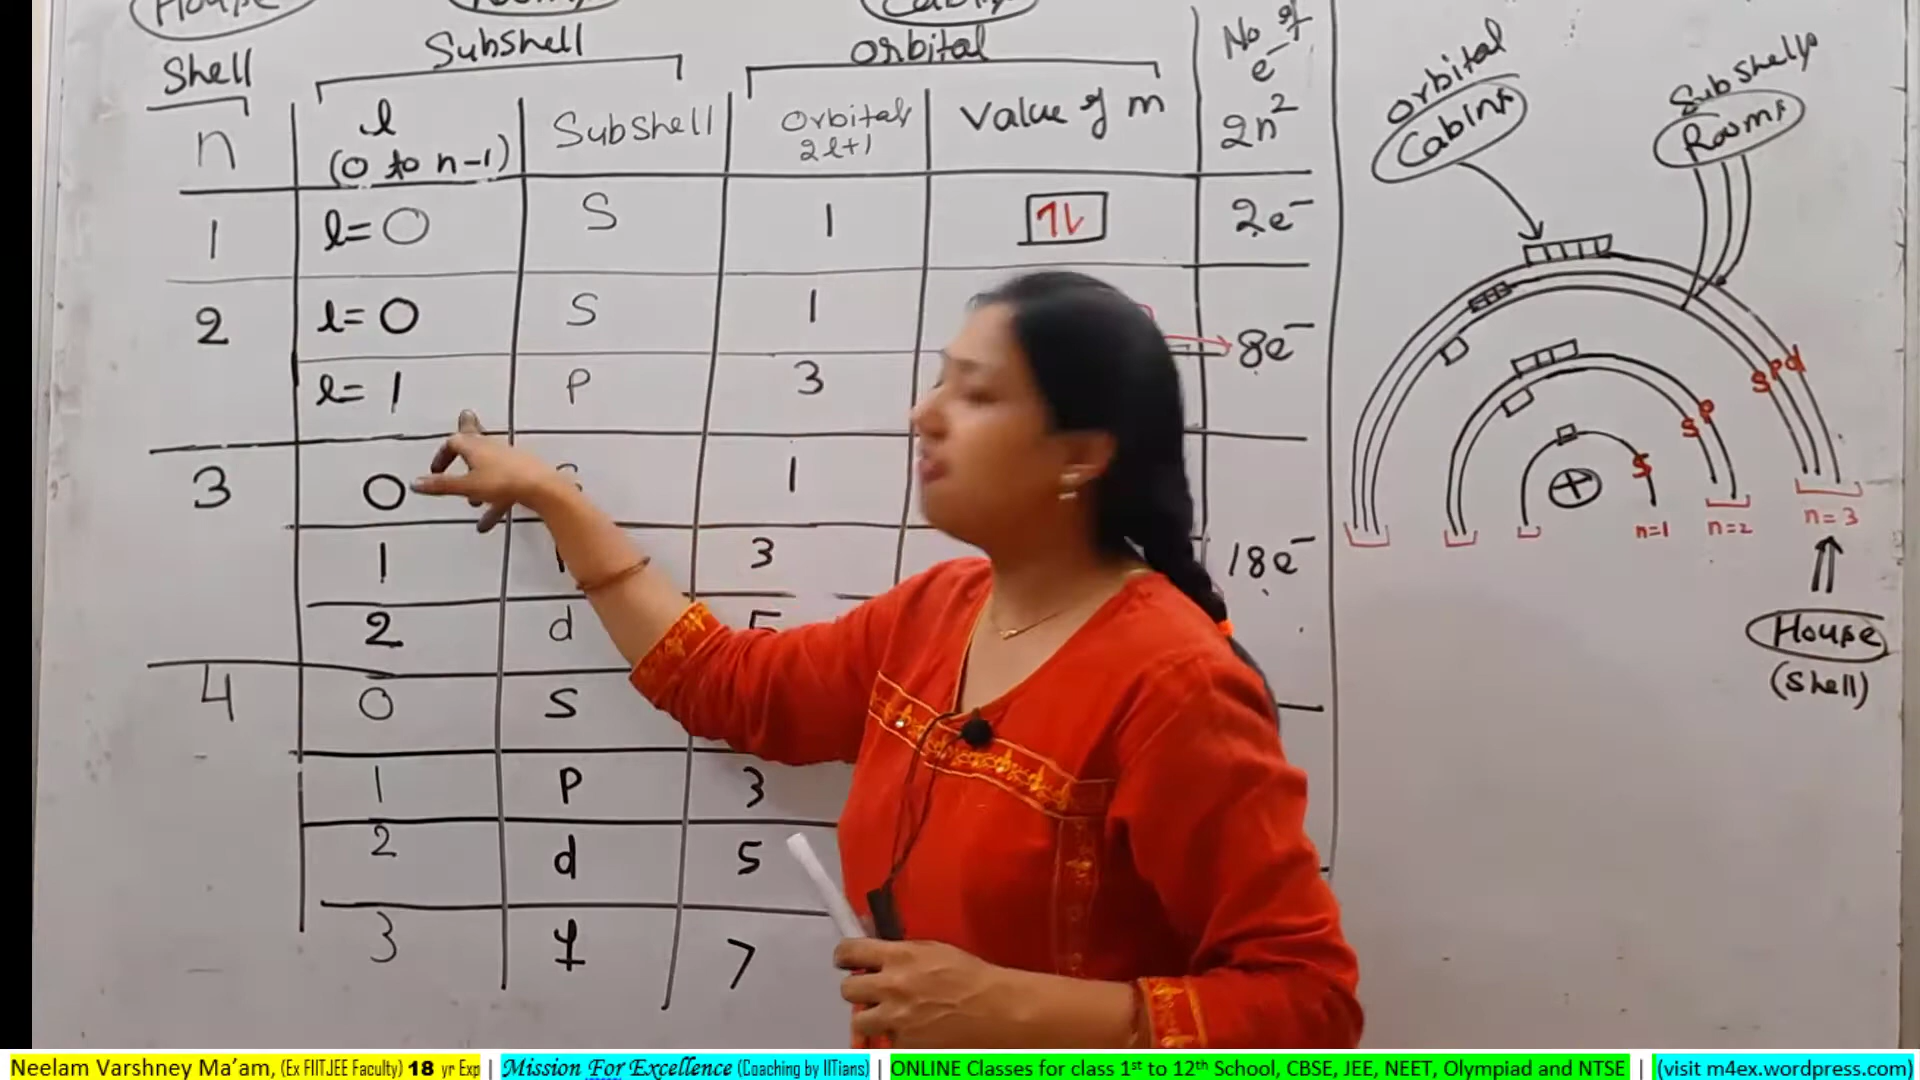 House
Subshell
Orbital
No of e⁻
Shell
n
l
(0 to n-1)
Subshell
Orbitals
2l+1
Value of m
2n²
1
l= 0
S
1
1L
2e⁻
2
l= 0
S
1
8e⁻
l= 1
P
3
3
0
1
1
3
18e⁻
2
d
4
0
S
1
P
3
2
d
5
3
f
7
Orbital
Cabins
Subshells
Rooms
S P d
S P
S
n=1
n=2
n=3
House
(Shell)
Neelam Varshney Ma’am, (Ex FIITJEE Faculty) 18 yr Exp | Mission For Excellence (Coaching by IITians) | ONLINE Classes for class 1st to 12th School, CBSE, JEE, NEET, Olympiad and NTSE | (visit m4ex.wordpress.com)